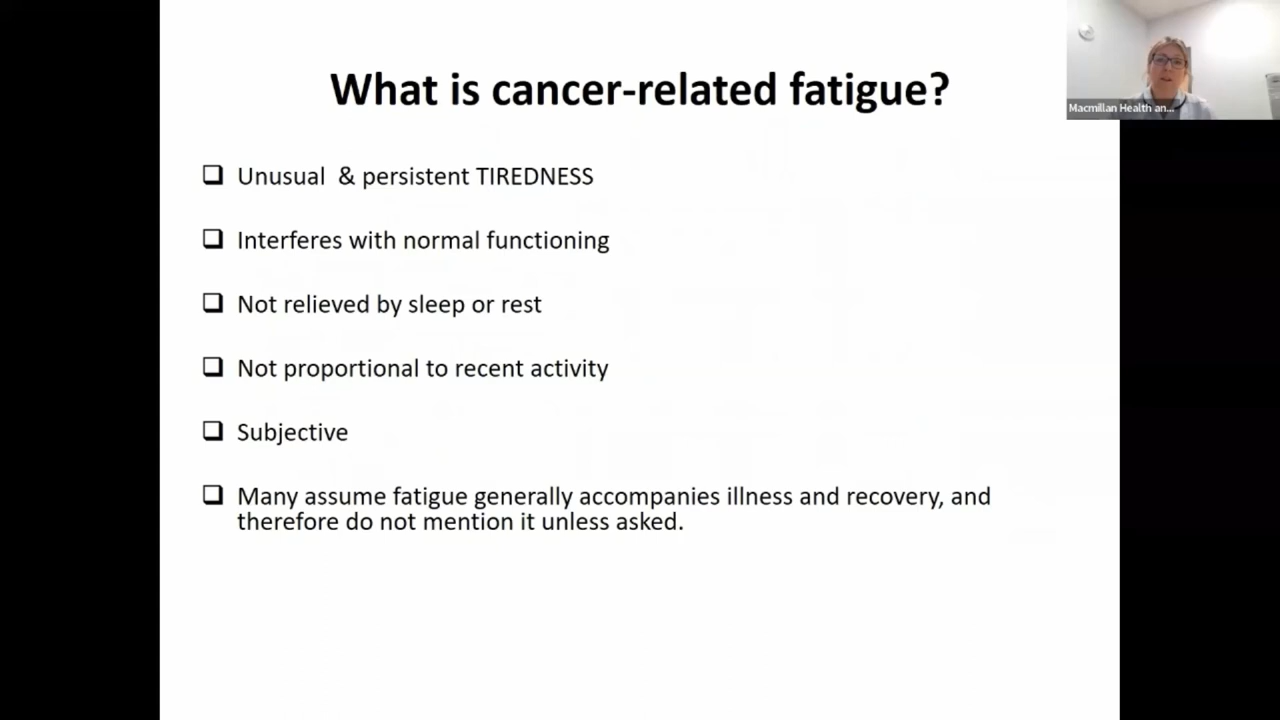 What is cancer-related fatigue?
Macmillan Health an...
Unusual  & persistent TIREDNESS
Interferes with normal functioning
Not relieved by sleep or rest
Not proportional to recent activity
Subjective
Many assume fatigue generally accompanies illness and recovery, and
therefore do not mention it unless asked.